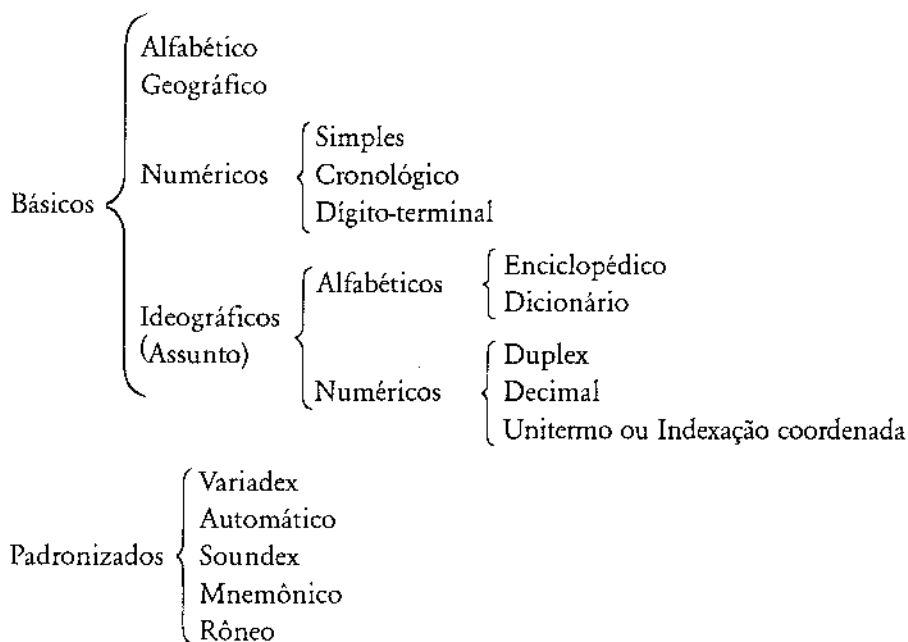 Alfabético
Geográfico
Básicos
Numéricos
Simples
Cronológico
Dígito-terminal
Ideográficos
(Assunto)
Alfabéticos
Enciclopédico
Dicionário
Numéricos
Duplex
Decimal
Unitermo ou Indexação coordenada
Padronizados
Variadex
Automático
Soundex
Mnemônico
Rôneo